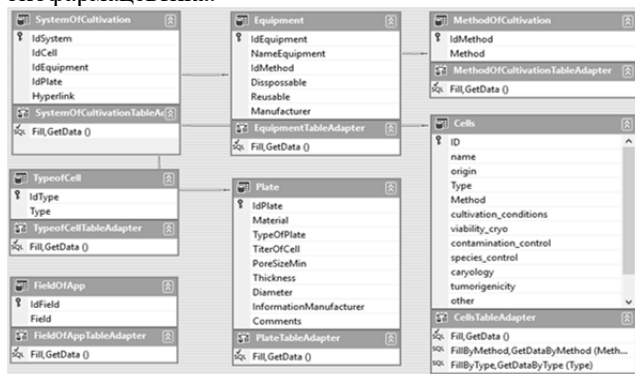 SystemOfCultivation
IdSystem
IdCell
IdEquipment
IdPlate
Hyperlink
SystemOfCultivationTableAc
Fill,GetData ()
Equipment
IdEquipment
NameEquipment
IdMethod
Disspossable
Reusable
Manufacturer
EquipmentTableAdapter
Fill,GetData ()
MethodOfCultivation
IdMethod
Method
MethodOfCultivationTableAdapter
Fill,GetData ()
TypeofCell
IdType
Type
TypeofCellTableAdapter
Fill,GetData ()
Plate
IdPlate
Material
TypeOfPlate
TiterOfCell
PoreSizeMin
Thickness
Diameter
InformationManufacturer
Comments
PlateTableAdapter
Fill,GetData ()
Cells
ID
name
origin
Type
Method
cultivation_conditions
viability_cryo
contamination_control
species_control
caryology
tumorigenicity
other
CellsTableAdapter
Fill,GetData ()
FillByMethod,GetDataByMethod (Meth...
FillByType,GetDataByType (Type)
FieldOfApp
IdField
Field
FieldOfAppTableAdapter
Fill,GetData ()